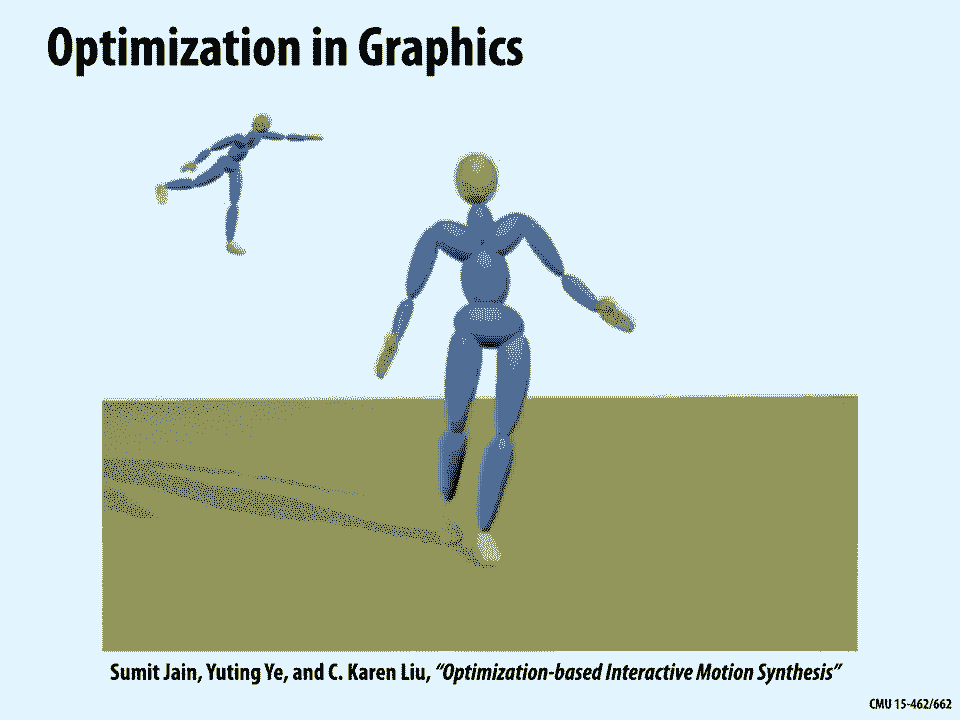 Optimization in Graphics
Sumit Jain, Yuting Ye, and C. Karen Liu, “Optimization-based Interactive Motion Synthesis”
CMU 15-462/662